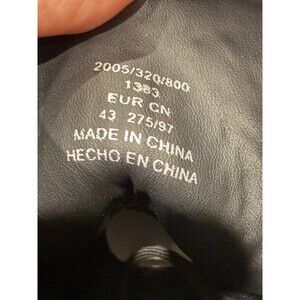 2005/320/800
1383
EUR CN
43 275/97
MADE IN CHINA
HECHO EN CHINA